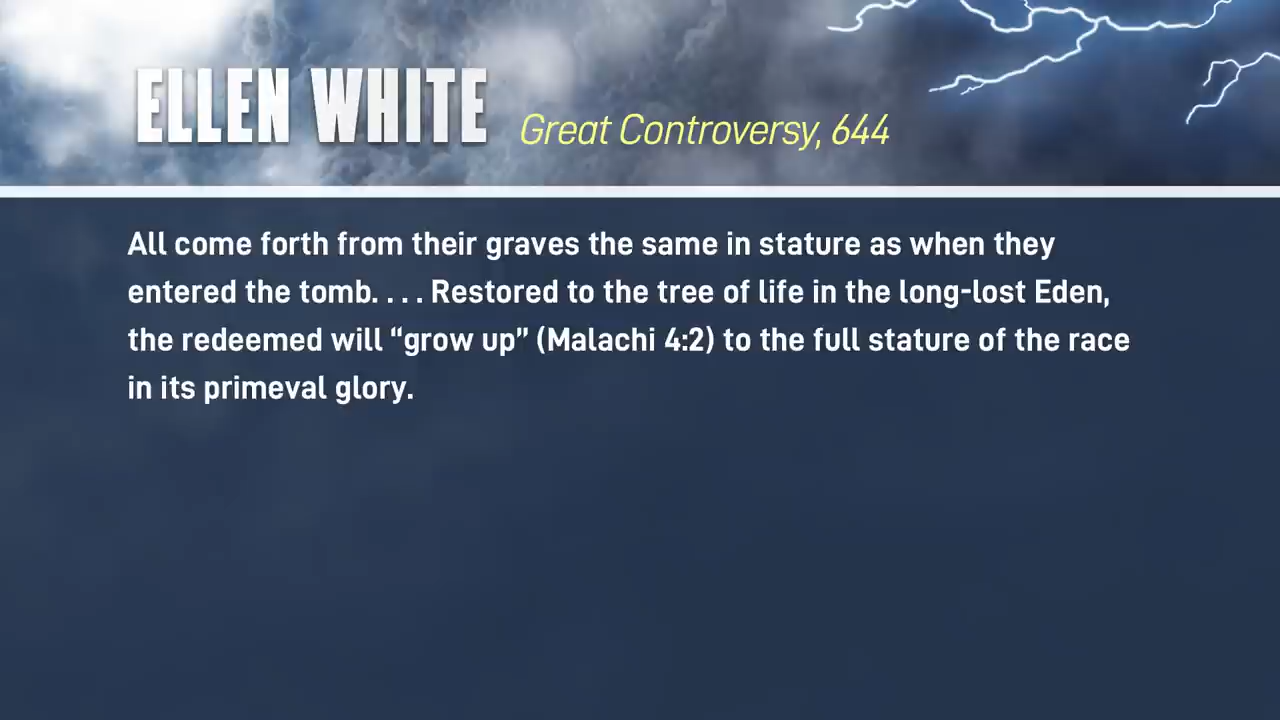 ELLEN WHITE Great Controversy, 644
All come forth from their graves the same in stature as when they
entered the tomb. . . . Restored to the tree of life in the long-lost Eden,
the redeemed will “grow up” (Malachi 4:2) to the full stature of the race
in its primeval glory.